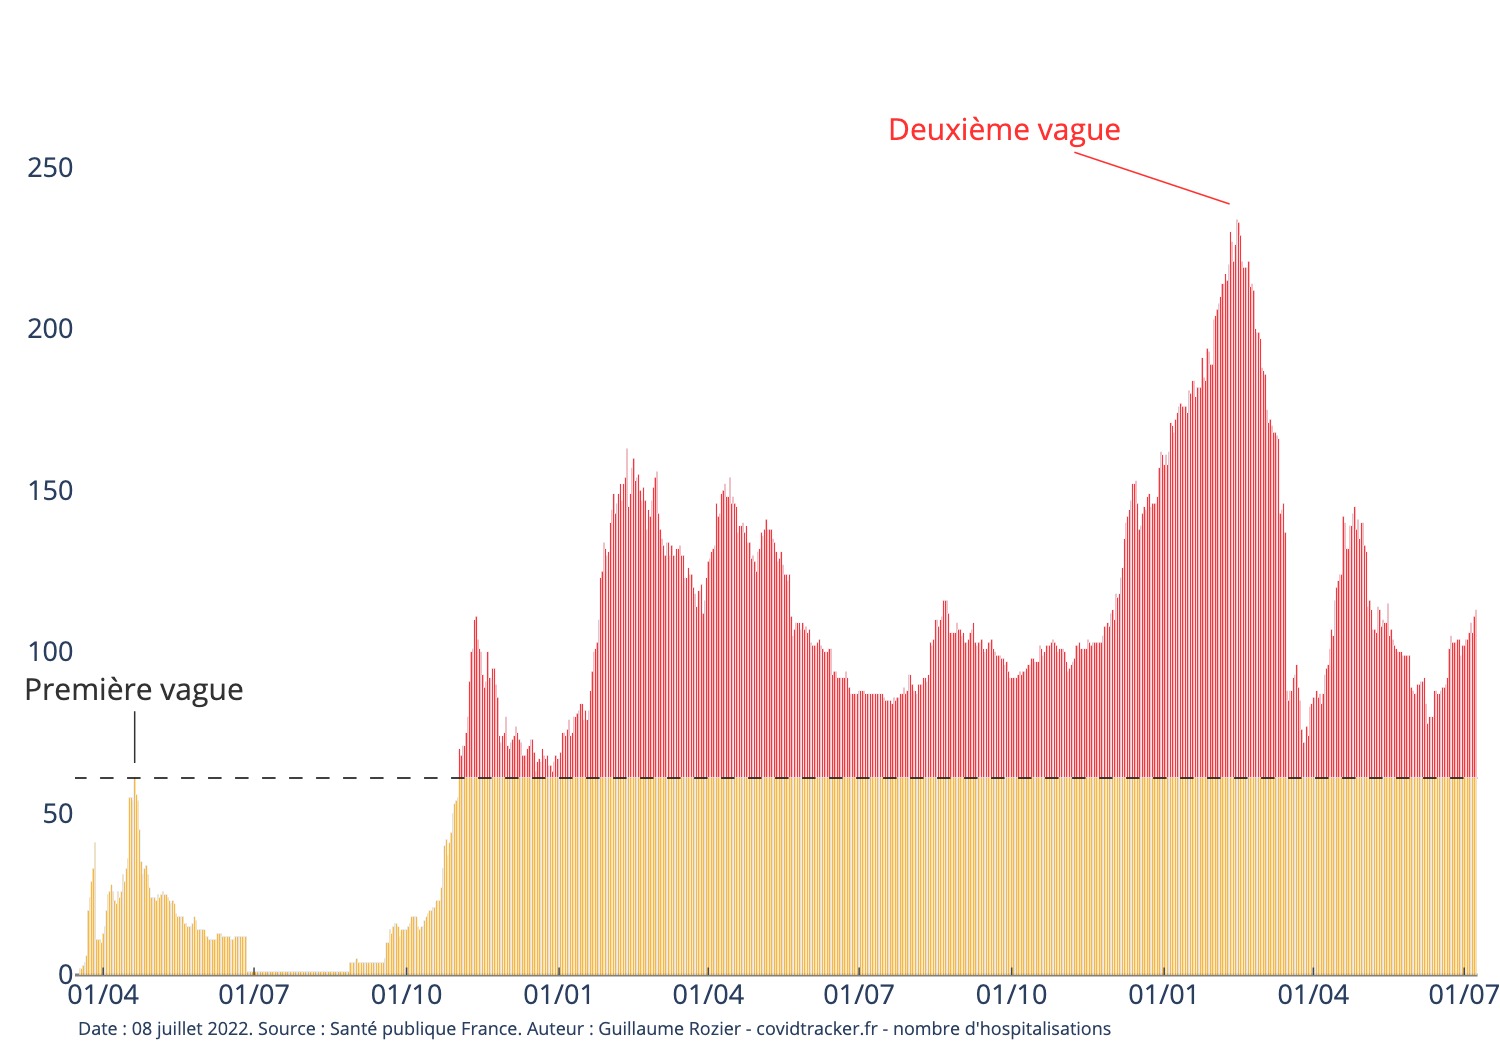 Deuxième vague
250
200
150
100
Première vague
50
0
01/04 01/07 01/10 01/01 01/04 01/07 01/10 01/01 01/04 01/07
Date : 08 juillet 2022. Source : Santé publique France. Auteur : Guillaume Rozier - covidtracker.fr - nombre d'hospitalisations